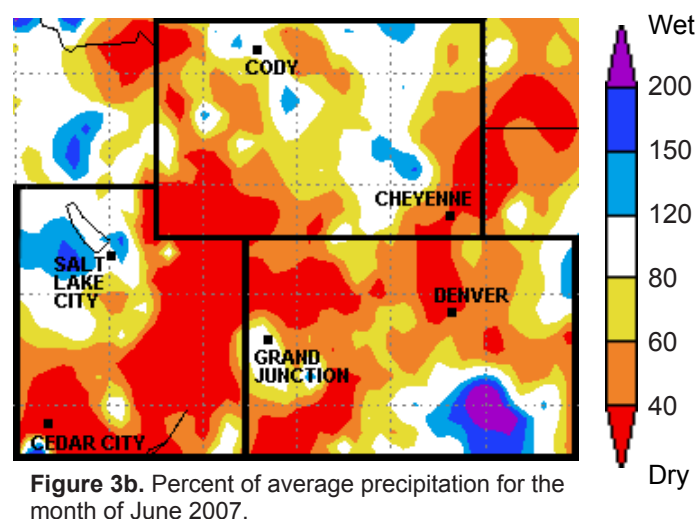 Wet
200
150
120
80
60
40
Dry
CODY
CHEYENNE
SALT
LAKE
CITY
DENVER
GRAND
JUNCTION
CEDAR CITY
Figure 3b. Percent of average precipitation for the
month of June 2007.